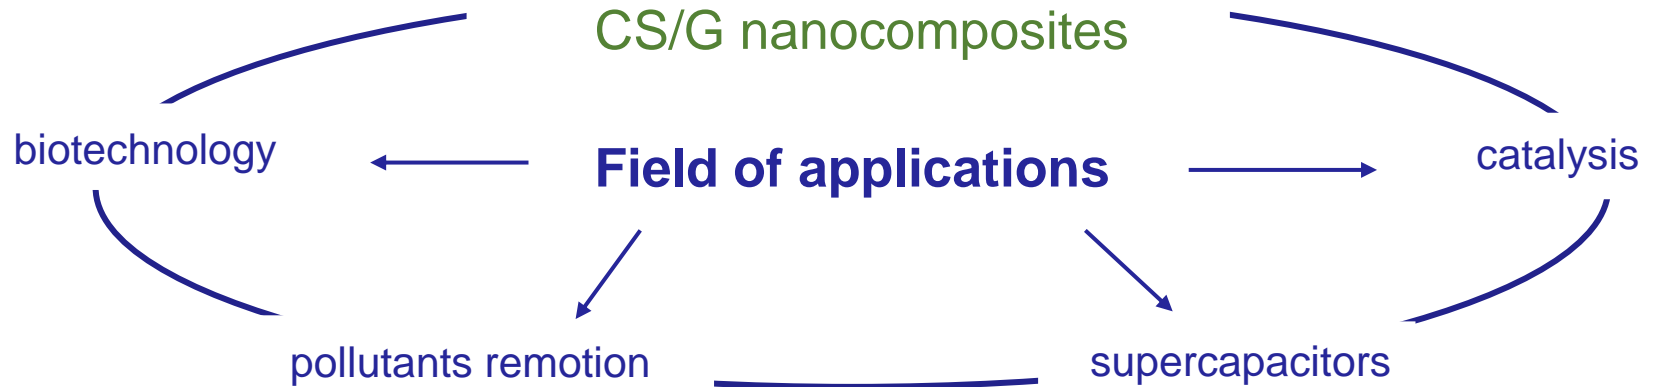 CS/G nanocomposites
biotechnology
Field of applications
catalysis
pollutants remotion
supercapacitors